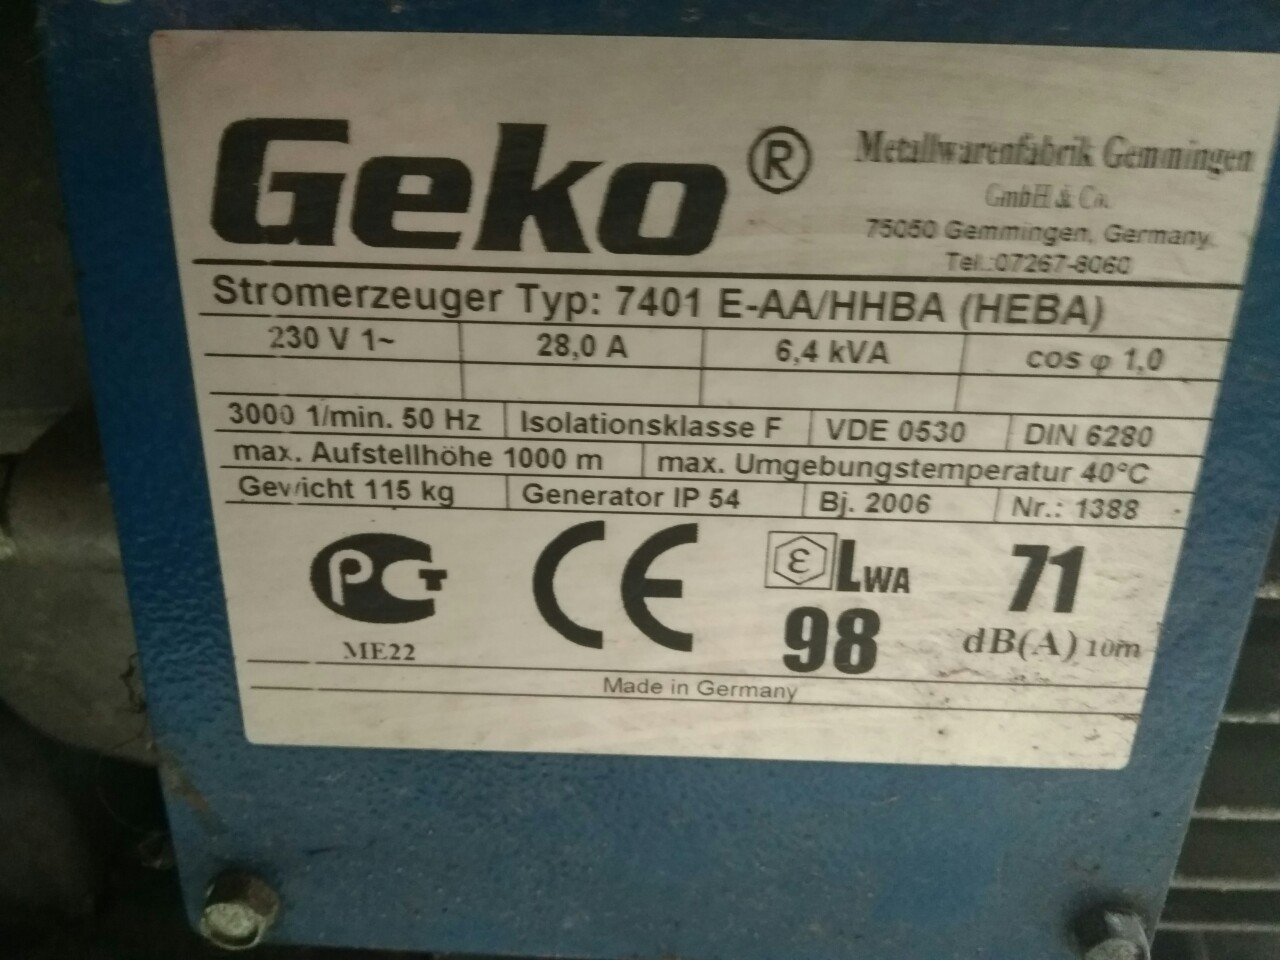 Geko ®
Metallwarenfabrik Gemmingen
GmbH & Co.
75050 Gemmingen, Germany
Tel.:07267-8060
Stromerzeuger Typ: 7401 E-AA/HHBA (HEBA)
230 V 1~ 28,0 A 6,4 kVA cos φ 1,0
3000 1/min. 50 Hz Isolationsklasse F VDE 0530 DIN 6280
max. Aufstellhöhe 1000 m max. Umgebungstemperatur 40°C
Gewicht 115 kg Generator IP 54 Bj. 2006 Nr.: 1388
РСТ CE ε LWA 71
ME22 98 dB(A) 10m
Made in Germany